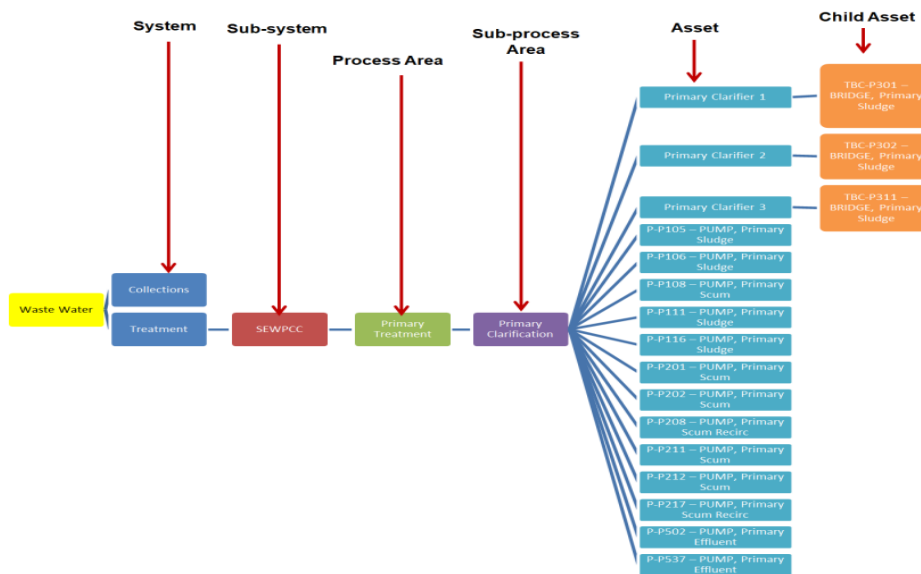 System
Sub-system
Process Area
Sub-process
Area
Asset
Child Asset
Waste Water
Collections
Treatment
SEWPCC
Primary
Treatment
Primary
Clarification
Primary Clarifier 1
Primary Clarifier 2
Primary Clarifier 3
P-P105 – PUMP, Primary
Sludge
P-P106 – PUMP, Primary
Sludge
P-P108 – PUMP, Primary
Scum
P-P111 – PUMP, Primary
Sludge
P-P116 – PUMP, Primary
Sludge
P-P201 – PUMP, Primary
Scum
P-P202 – PUMP, Primary
Scum
P-P208 – PUMP, Primary
Scum Recirc
P-P211 – PUMP, Primary
Scum
P-P212 – PUMP, Primary
Scum
P-P217 – PUMP, Primary
Scum Recirc
P-P502 – PUMP, Primary
Effluent
P-P537 – PUMP, Primary
Effluent
TBC-P301 –
BRIDGE, Primary
Sludge
TBC-P302 –
BRIDGE, Primary
Sludge
TBC-P311 –
BRIDGE, Primary
Sludge